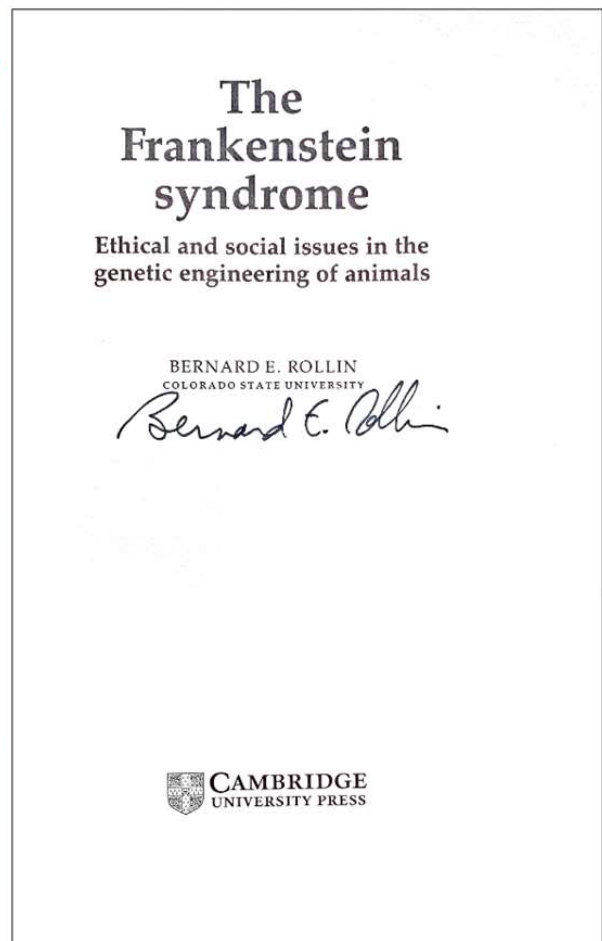 The
Frankenstein
syndrome
Ethical and social issues in the
genetic engineering of animals
BERNARD E. ROLLIN
COLORADO STATE UNIVERSITY
Bernard E. Rollin
CAMBRIDGE
UNIVERSITY PRESS